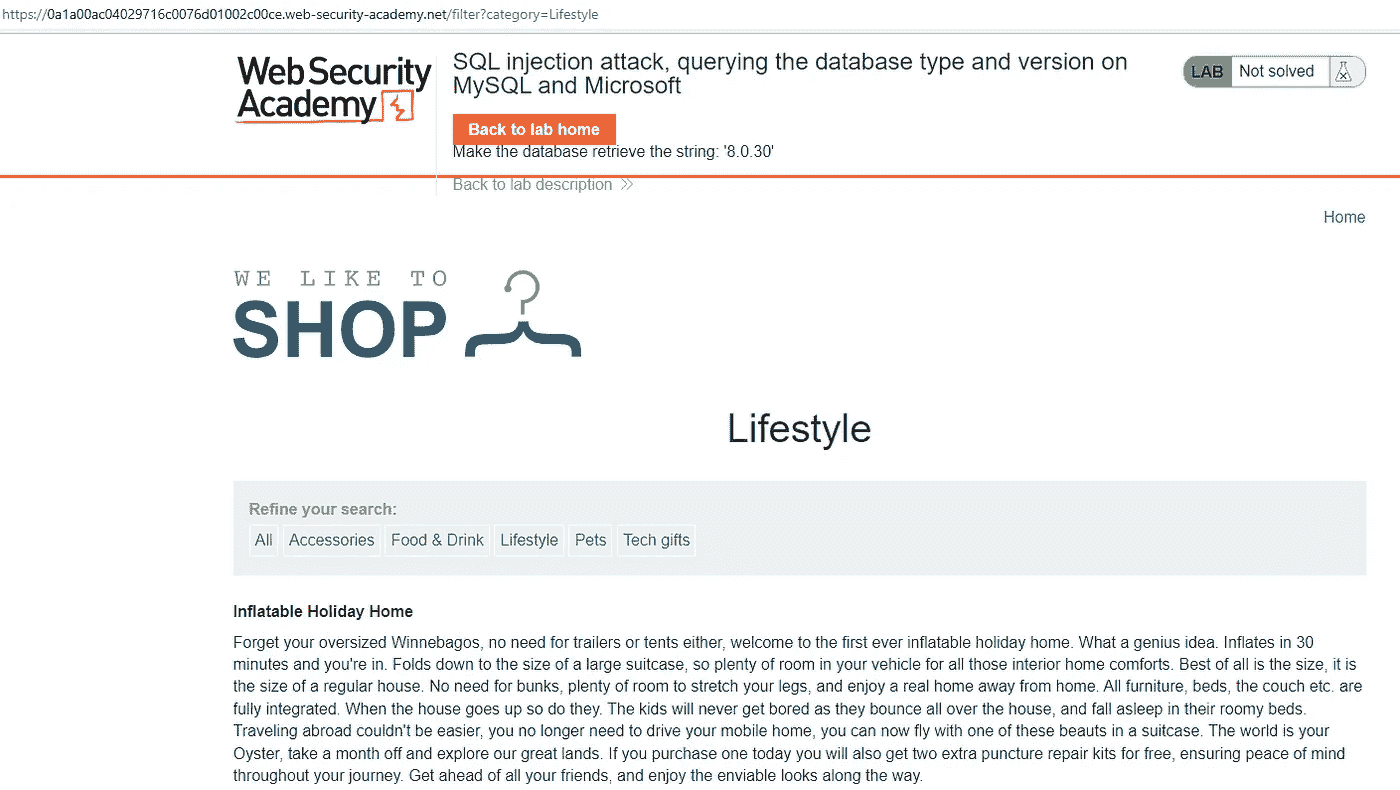 https://0a1a00ac04029716c0076d01002c00ce.web-security-academy.net/filter?category=Lifestyle
Web Security
Academy
SQL injection attack, querying the database type and version on
MySQL and Microsoft
LAB Not solved
Back to lab home
Make the database retrieve the string: '8.0.30'
Back to lab description
Home
WE LIKE TO
SHOP
Lifestyle
Refine your search:
All Accessories Food & Drink Lifestyle Pets Tech gifts
Inflatable Holiday Home
Forget your oversized Winnebagos, no need for trailers or tents either, welcome to the first ever inflatable holiday home. What a genius idea. Inflates in 30
minutes and you're in. Folds down to the size of a large suitcase, so plenty of room in your vehicle for all those interior home comforts. Best of all is the size, it is
the size of a regular house. No need for bunks, plenty of room to stretch your legs, and enjoy a real home away from home. All furniture, beds, the couch etc. are
fully integrated. When the house goes up so do they. The kids will never get bored as they bounce all over the house, and fall asleep in their roomy beds.
Traveling abroad couldn't be easier, you no longer need to drive your mobile home, you can now fly with one of these beauts in a suitcase. The world is your
Oyster, take a month off and explore our great lands. If you purchase one today you will also get two extra puncture repair kits for free, ensuring peace of mind
throughout your journey. Get ahead of all your friends, and enjoy the enviable looks along the way.